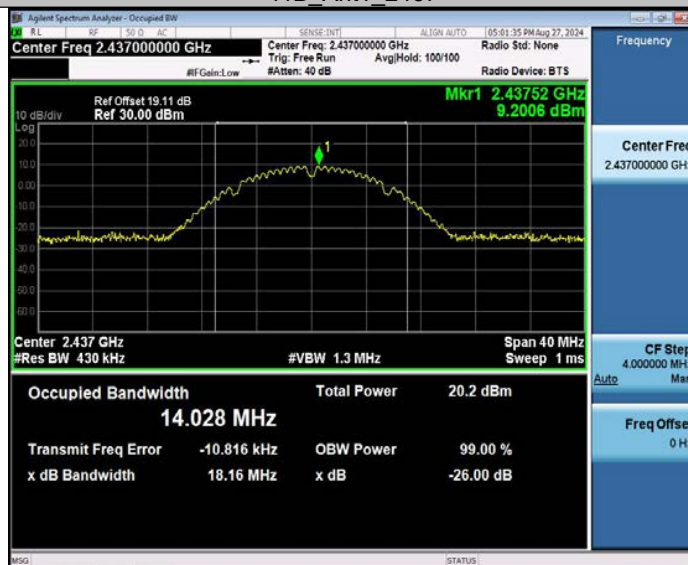 Agilent Spectrum Analyzer - Occupied BW
RL RF 50 Ω AC SENSE:INT ALIGN AUTO 05:01:35 PM Aug 27, 2024
Center Freq 2.437000000 GHz Center Freq: 2.437000000 GHz Radio Std: None
Trig: Free Run Avg|Hold: 100/100
#IFGain:Low #Atten: 40 dB Radio Device: BTS
Frequency
Ref Offset 19.11 dB Mkr1 2.43752 GHz
10 dB/div Ref 30.00 dBm 9.2006 dBm
Log
20.0
10.0
0.00
-10.0
-20.0
-30.0
-40.0
-50.0
-60.0
1
Center 2.437 GHz Span 40 MHz
#Res BW 430 kHz #VBW 1.3 MHz Sweep 1 ms
Occupied Bandwidth Total Power 20.2 dBm
14.028 MHz
Transmit Freq Error -10.816 kHz OBW Power 99.00 %
x dB Bandwidth 18.16 MHz x dB -26.00 dB
Center Freq
2.437000000 GHz
CF Step
4.000000 MHz
Auto Man
Freq Offset
0 Hz
MSG STATUS